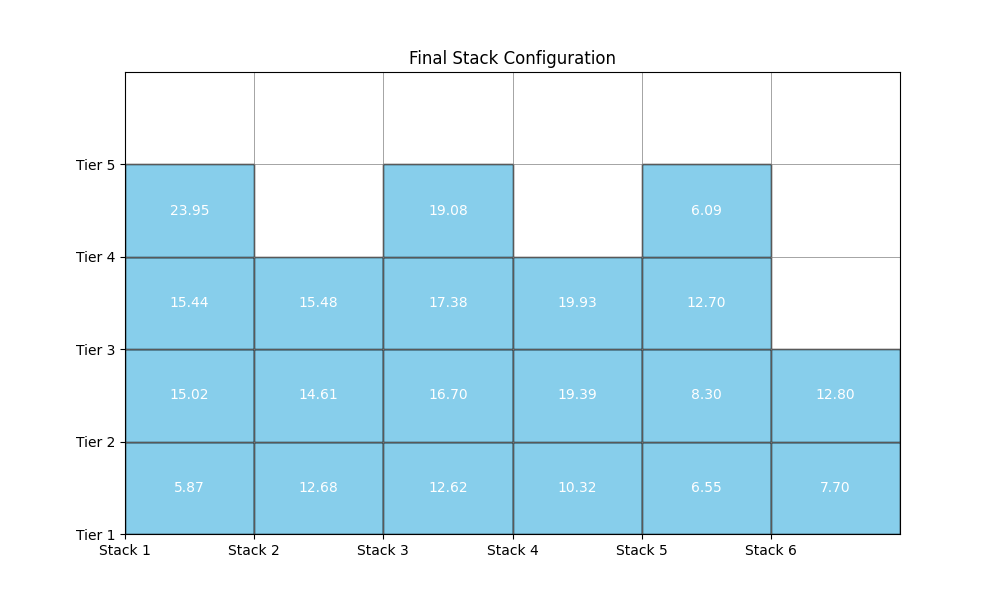 Final Stack Configuration
Tier 5
23.95 19.08 6.09
Tier 4
15.44 15.48 17.38 19.93 12.70
Tier 3
15.02 14.61 16.70 19.39 8.30 12.80
Tier 2
5.87 12.68 12.62 10.32 6.55 7.70
Tier 1
Stack 1 Stack 2 Stack 3 Stack 4 Stack 5 Stack 6